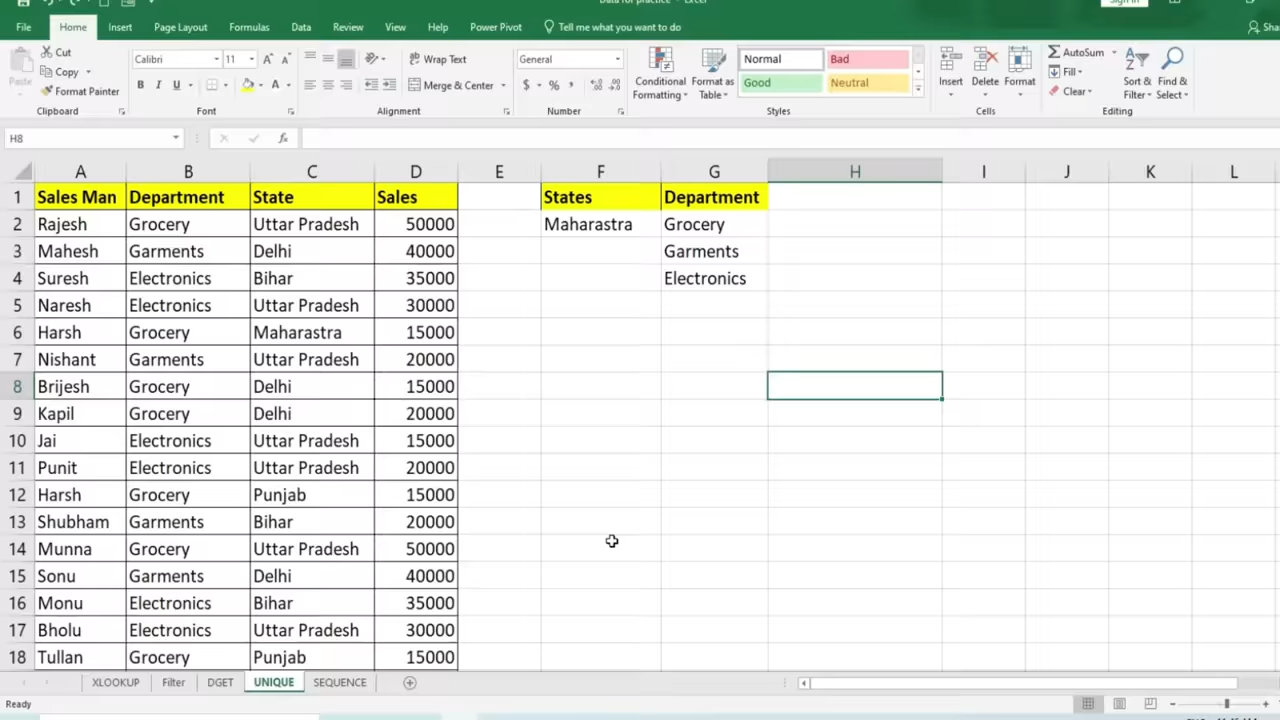 Data for practice - Excel
Sign in
File Home Insert Page Layout Formulas Data Review View Help Power Pivot Tell me what you want to do
Cut
Copy
Format Painter
Paste
Clipboard
Calibri 11
B I U
Font
Wrap Text
Merge & Center
Alignment
General
$ % ,
Number
Conditional Formatting
Format as Table
Normal Bad
Good Neutral
Styles
Insert Delete Format
Cells
AutoSum
Fill
Clear
Sort & Filter
Find & Select
Editing
H8 fx
A B C D E F G H I J K L
1 Sales Man Department State Sales States Department
2 Rajesh Grocery Uttar Pradesh 50000 Maharastra Grocery
3 Mahesh Garments Delhi 40000 Garments
4 Suresh Electronics Bihar 35000 Electronics
5 Naresh Electronics Uttar Pradesh 30000
6 Harsh Grocery Maharastra 15000
7 Nishant Garments Uttar Pradesh 20000
8 Brijesh Grocery Delhi 15000
9 Kapil Grocery Delhi 20000
10 Jai Electronics Uttar Pradesh 15000
11 Punit Electronics Uttar Pradesh 20000
12 Harsh Grocery Punjab 15000
13 Shubham Garments Bihar 20000
14 Munna Grocery Uttar Pradesh 50000
15 Sonu Garments Delhi 40000
16 Monu Electronics Bihar 35000
17 Bholu Electronics Uttar Pradesh 30000
18 Tullan Grocery Punjab 15000
XLOOKUP Filter DGET UNIQUE SEQUENCE
Ready